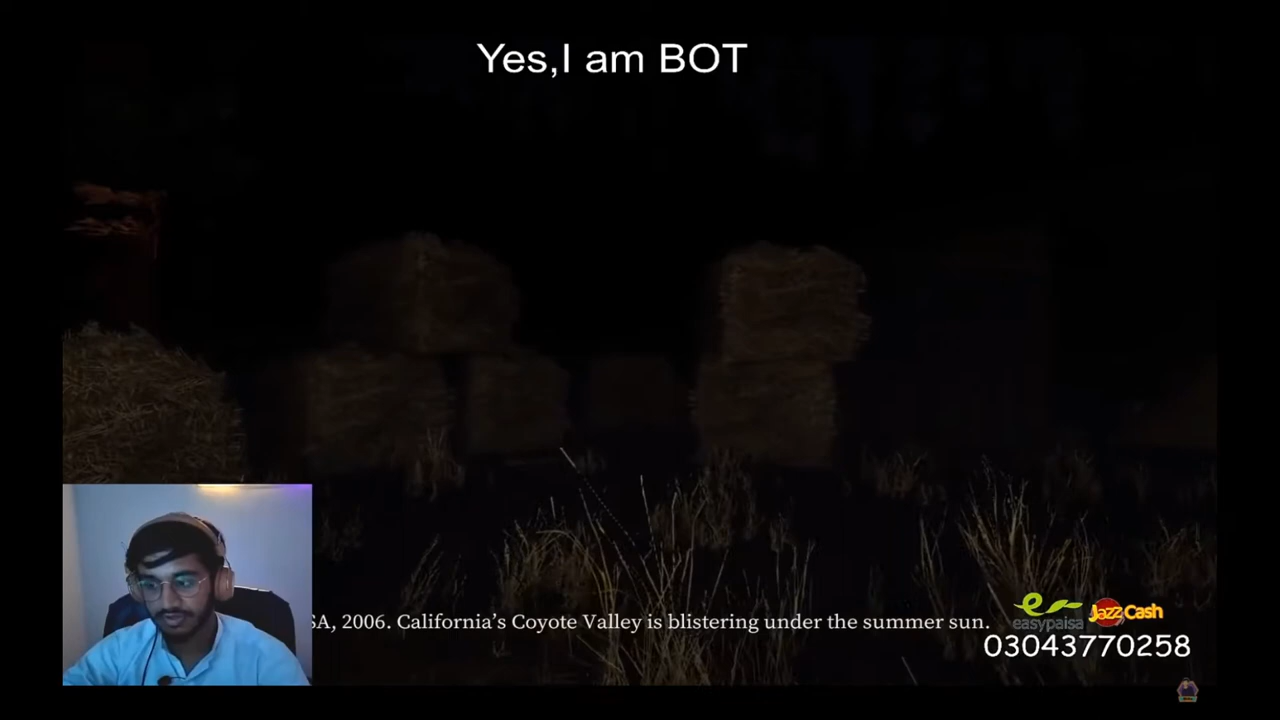 Yes,I am BOT
SA, 2006. California’s Coyote Valley is blistering under the summer sun.
easypaisa
JazzCash
03043770258